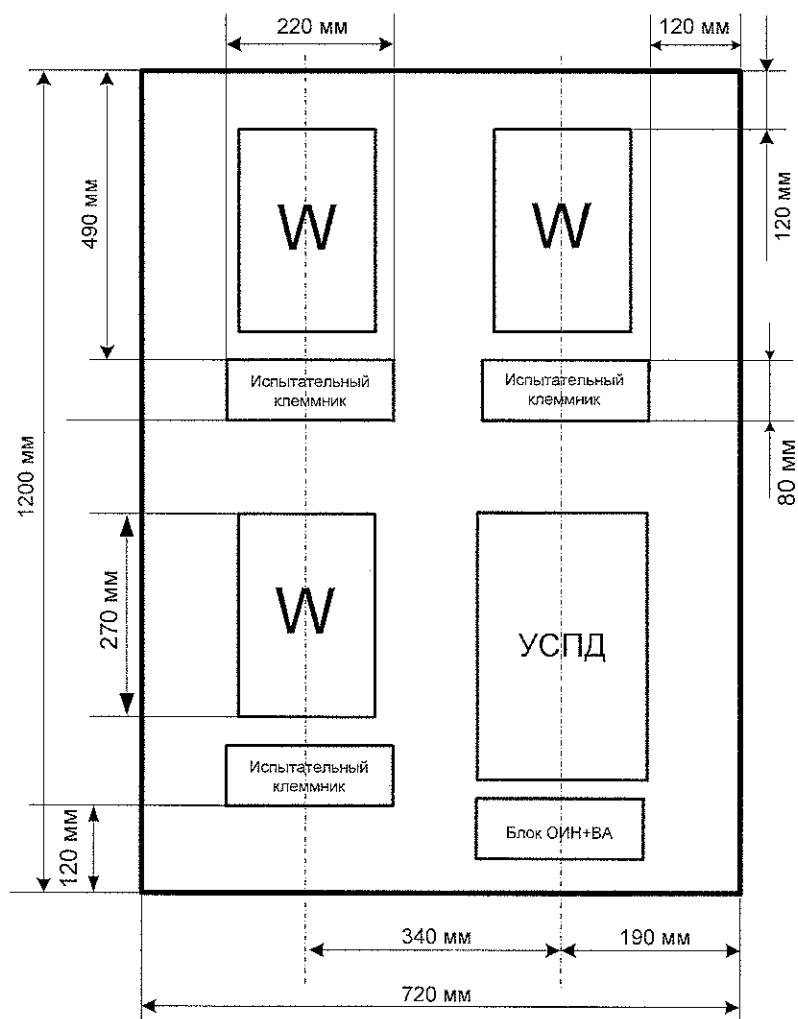 220 мм
120 мм
490 мм
W
W
120 мм
Испытательный
клеммник
Испытательный
клеммник
80 мм
1200 мм
270 мм
W
УСПД
Испытательный
клеммник
Блок ОИН+ВА
120 мм
340 мм
190 мм
720 мм